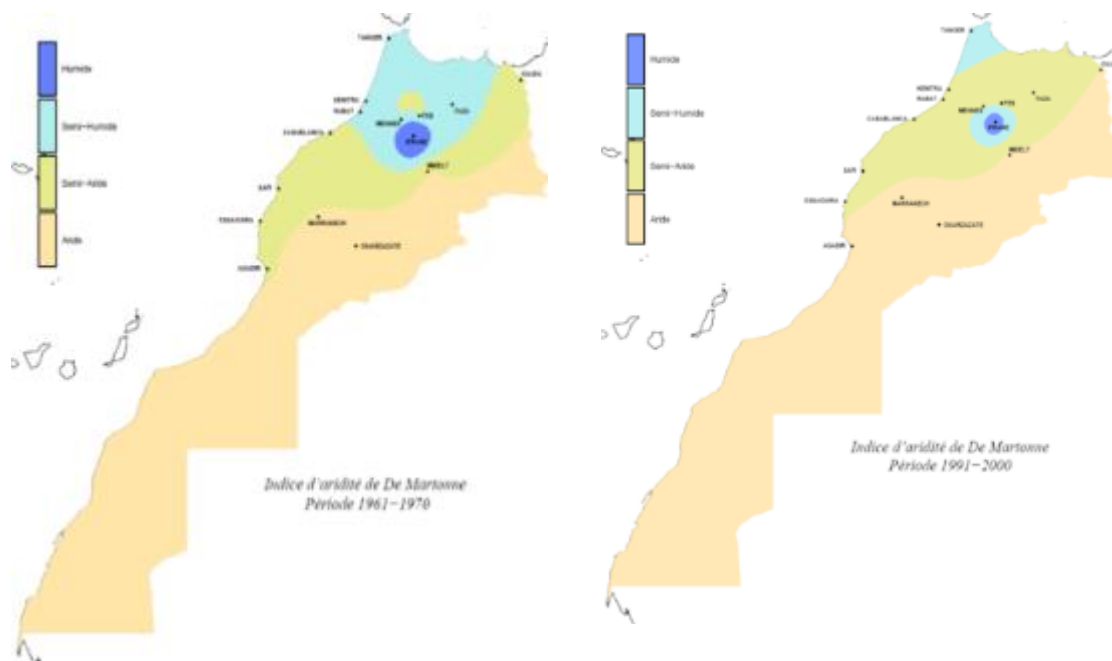 Humide
Semi-Humide
Semi-Aride
Aride
TANGER
KENITRA
RABAT
CASABLANCA
MEKNES
FES
TAZA
IFRANE
MIDELT
SAFI
ESSAOUIRA
MARRAKECH
OUARZAZATE
AGADIR
Indice d'aridité de De Martonne
Période 1961-1970
Humide
Semi-Humide
Semi-Aride
Aride
TANGER
KENITRA
RABAT
CASABLANCA
MEKNES
FES
TAZA
IFRANE
MIDELT
SAFI
ESSAOUIRA
MARRAKECH
OUARZAZATE
AGADIR
Indice d'aridité de De Martonne
Période 1991-2000